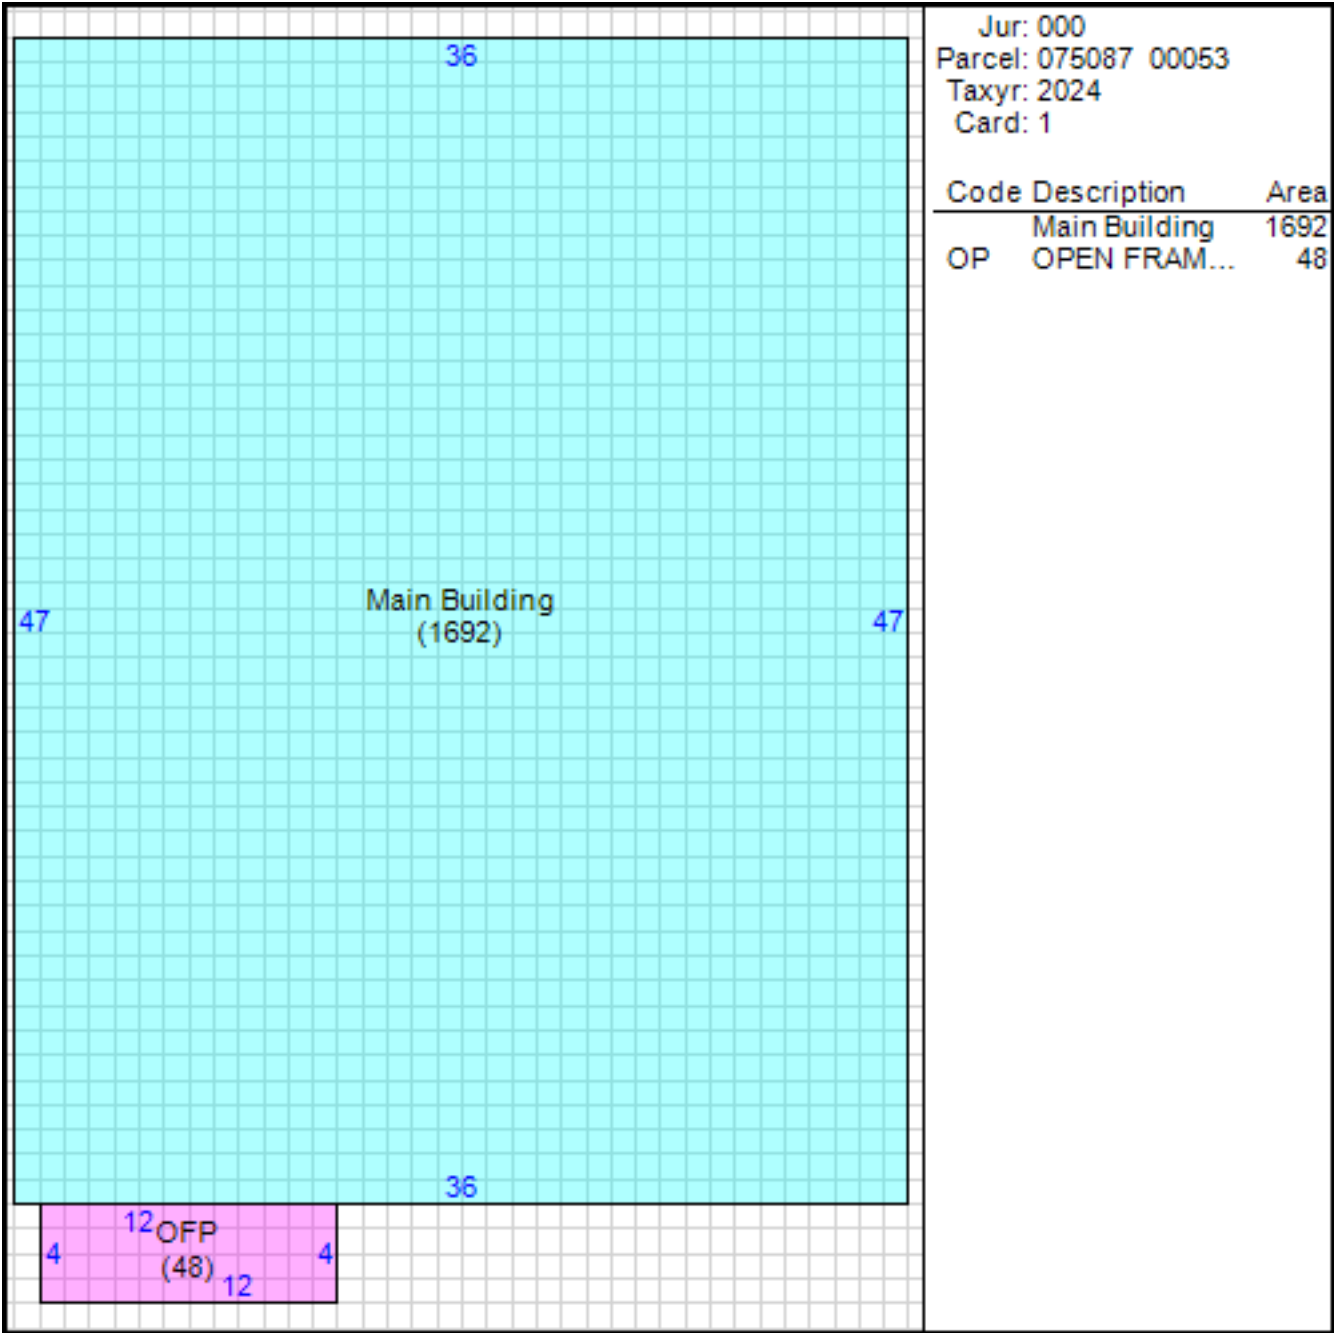 36
47
Main Building
(1692)
47
36
12
OFP
4
4
(48)
12
Jur: 000
Parcel: 075087 00053
Taxyr: 2024
Card: 1
Code Description Area
Main Building 1692
OP OPEN FRAM... 48